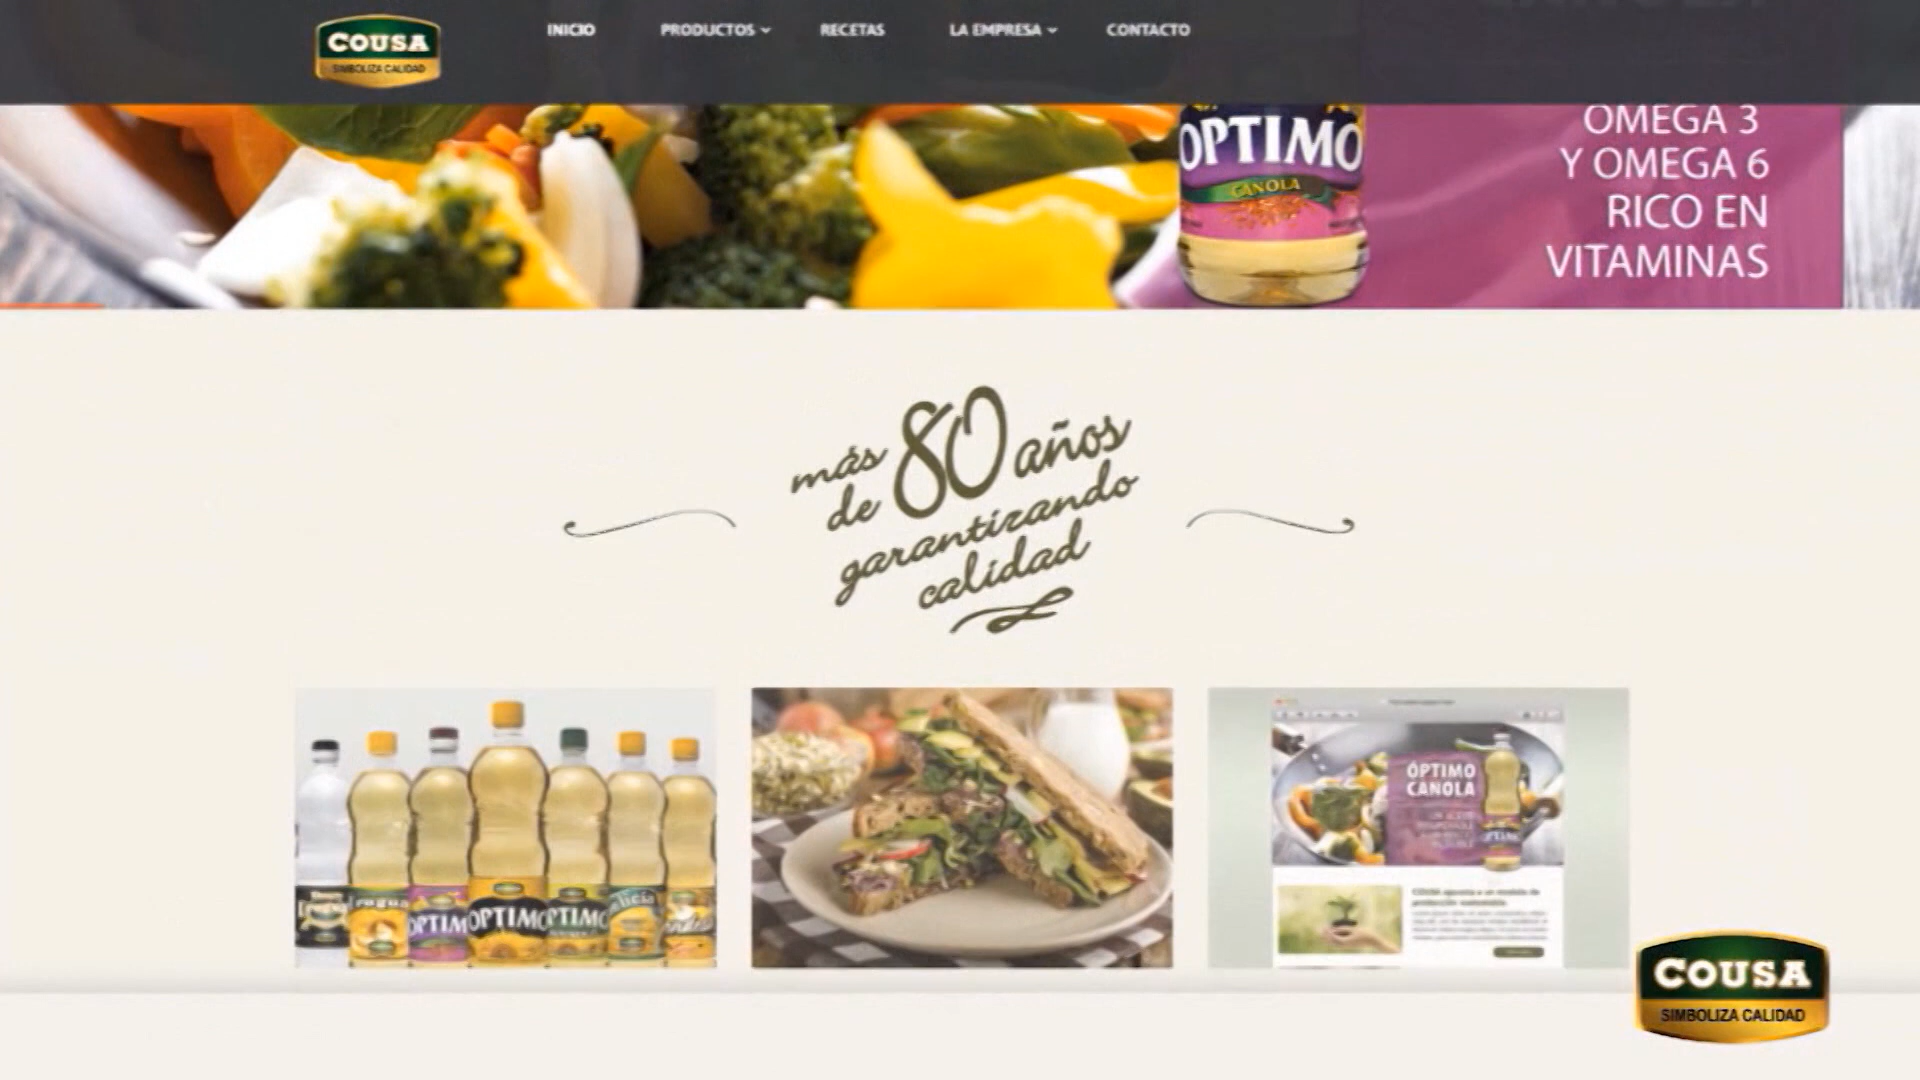 COUSA
SIMBOLIZA CALIDAD
INICIO
PRODUCTOS
RECETAS
LA EMPRESA
CONTACTO
OPTIMO
CANOLA
OMEGA 3
Y OMEGA 6
RICO EN
VITAMINAS
más
de 80 años
garantizando
calidad
OPTIM
OPTIMO
OPTIMO
ÓPTIMO
CANOLA
COUSA
SIMBOLIZA CALIDAD